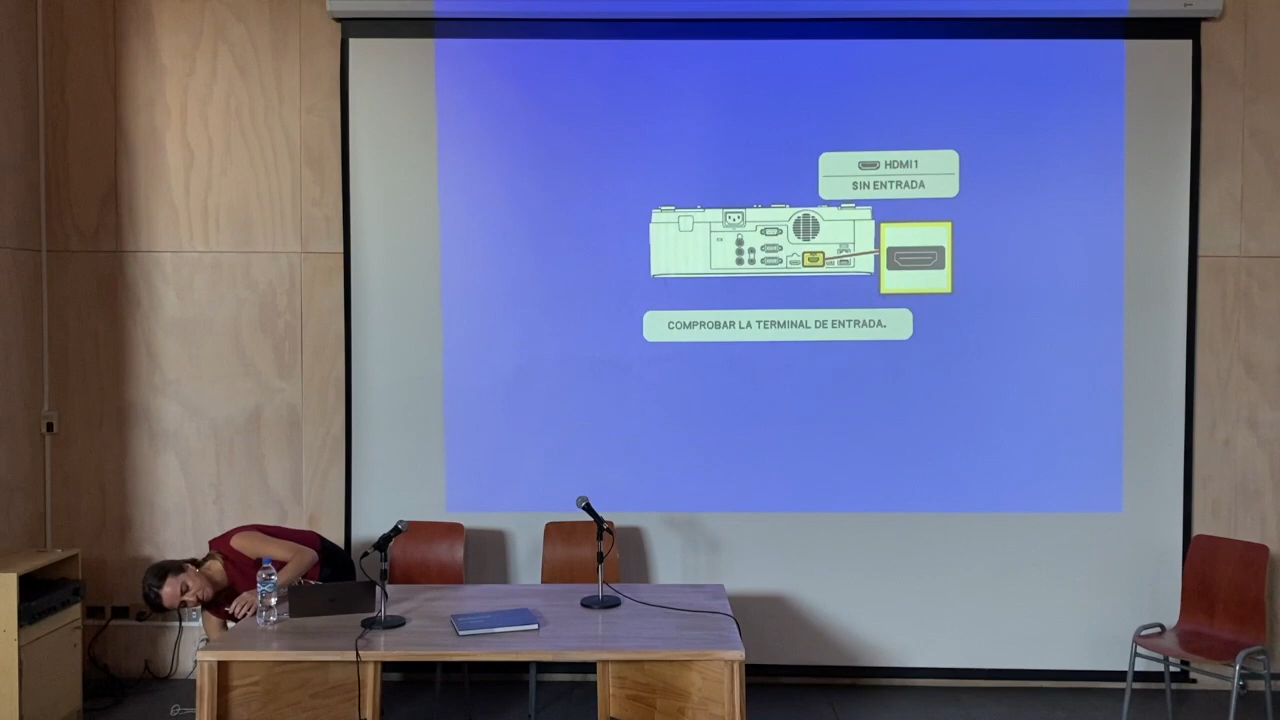 HDMI1
SIN ENTRADA
COMPROBAR LA TERMINAL DE ENTRADA.